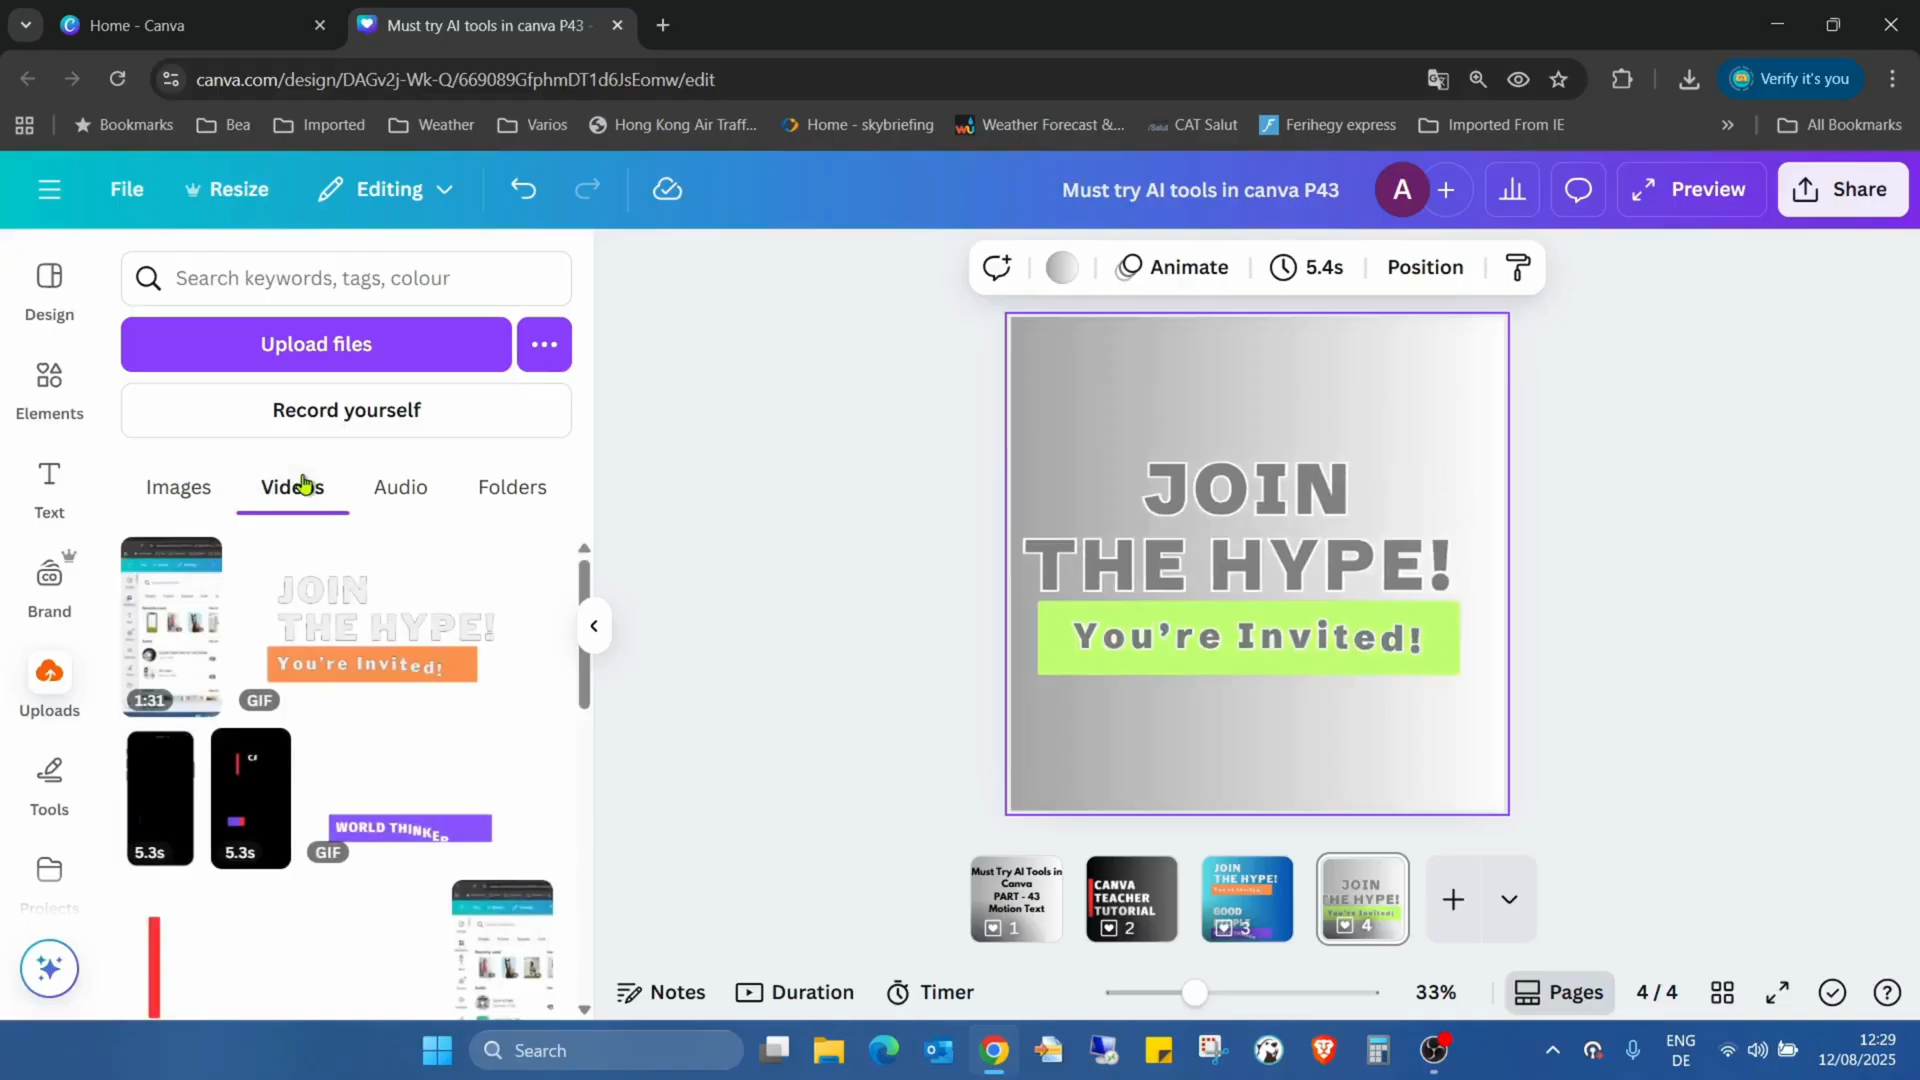 Home - Canva
Must try AI tools in canva P43 -
canva.com/design/DAGv2j-Wk-Q/669089GfphmDT1d6JsEomw/edit
Verify it's you
Bookmarks
Bea
Imported
Weather
Varios
Hong Kong Air Traff...
Home - skybriefing
Weather Forecast &...
CAT Salut
Ferihegy express
Imported From IE
All Bookmarks
File
Resize
Editing
Must try AI tools in canva P43
A
Preview
Share
Design
Elements
Text
Brand
Uploads
Tools
Projects
Search keywords, tags, colour
Upload files
Record yourself
Images
Videos
Audio
Folders
1:31
JOIN
THE HYPE!
You're Invited!
GIF
5.3s
5.3s
GIF
WORLD THINKER
Animate
5.4s
Position
JOIN
THE HYPE!
You're Invited!
Must Try AI Tools in
Canva
PART - 43
Motion Text
1
CANVA
TEACHER
TUTORIAL
2
JOIN
THE HYPE!
GOOD
3
JOIN
THE HYPE!
You're Invited!
4
Notes
Duration
Timer
33%
Pages
4 / 4
Search
ENG
DE
12:29
12/08/2025